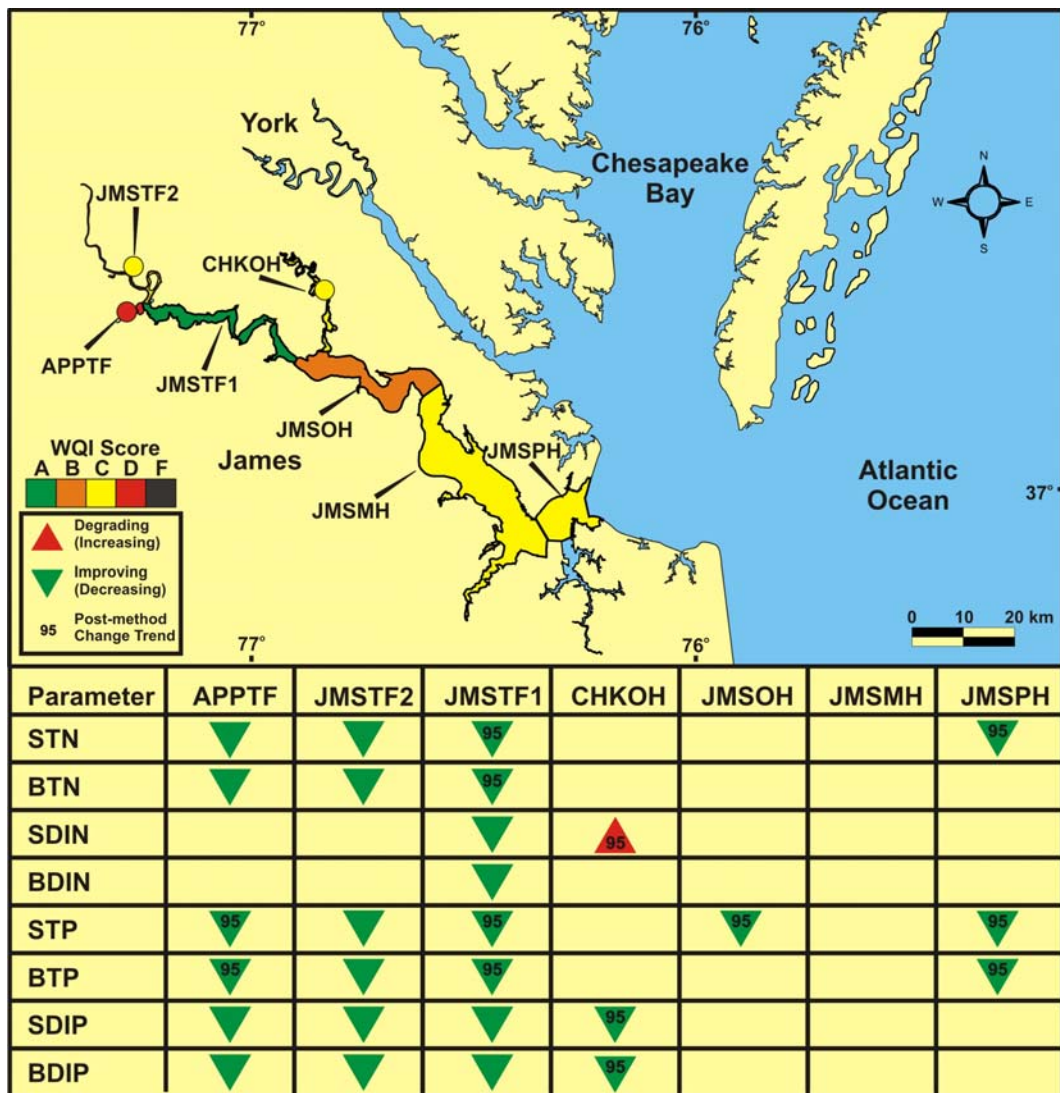 77°
76°
York
Chesapeake
Bay
N
W
E
S
JMSTF2
CHKOH
APPTF
JMSTF1
JMSOH
James
JMSPH
JMSMH
Atlantic
Ocean
37°
WQI Score
A B C D F
Degrading
(Increasing)
Improving
(Decreasing)
95 Post-method
Change Trend
0 10 20 km
77°
76°
Parameter APPTF JMSTF2 JMSTF1 CHKOH JMSOH JMSMH JMSPH
STN 95 95
BTN 95
SDIN 95
BDIN
STP 95 95 95 95
BTP 95 95 95
SDIP 95
BDIP 95